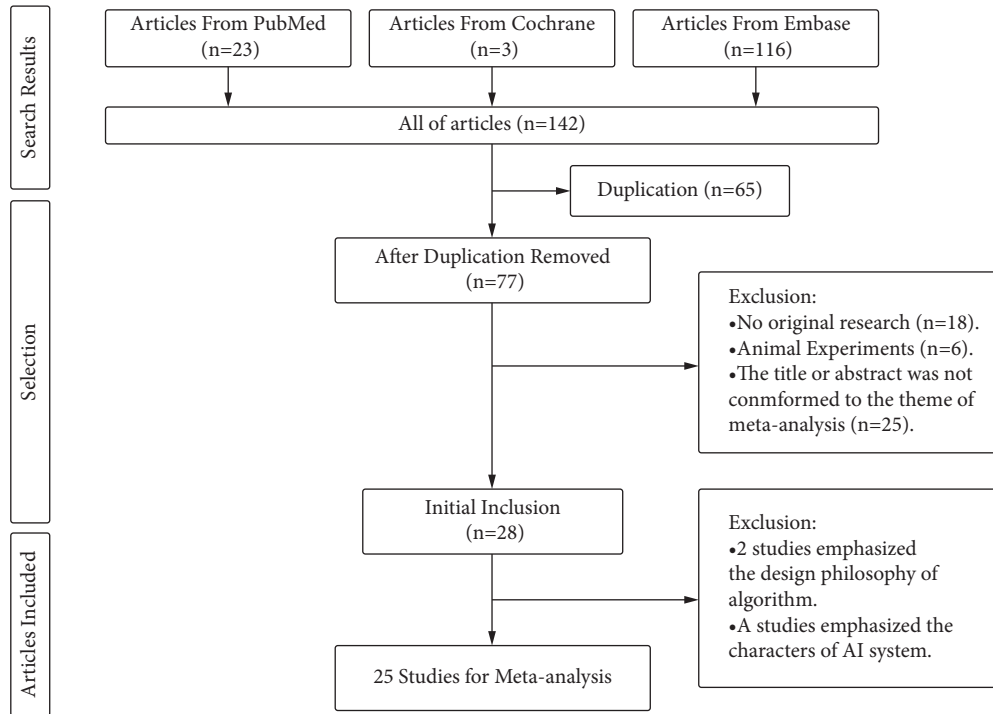 Search Results
Articles From PubMed
(n=23)
Articles From Cochrane
(n=3)
Articles From Embase
(n=116)
All of articles (n=142)
Duplication (n=65)
Selection
After Duplication Removed
(n=77)
Exclusion:
•No original research (n=18).
•Animal Experiments (n=6).
•The title or abstract was not
conmformed to the theme of
meta-analysis (n=25).
Initial Inclusion
(n=28)
Articles Included
Exclusion:
•2 studies emphasized
the design philosophy of
algorithm.
•A studies emphasized the
characters of AI system.
25 Studies for Meta-analysis